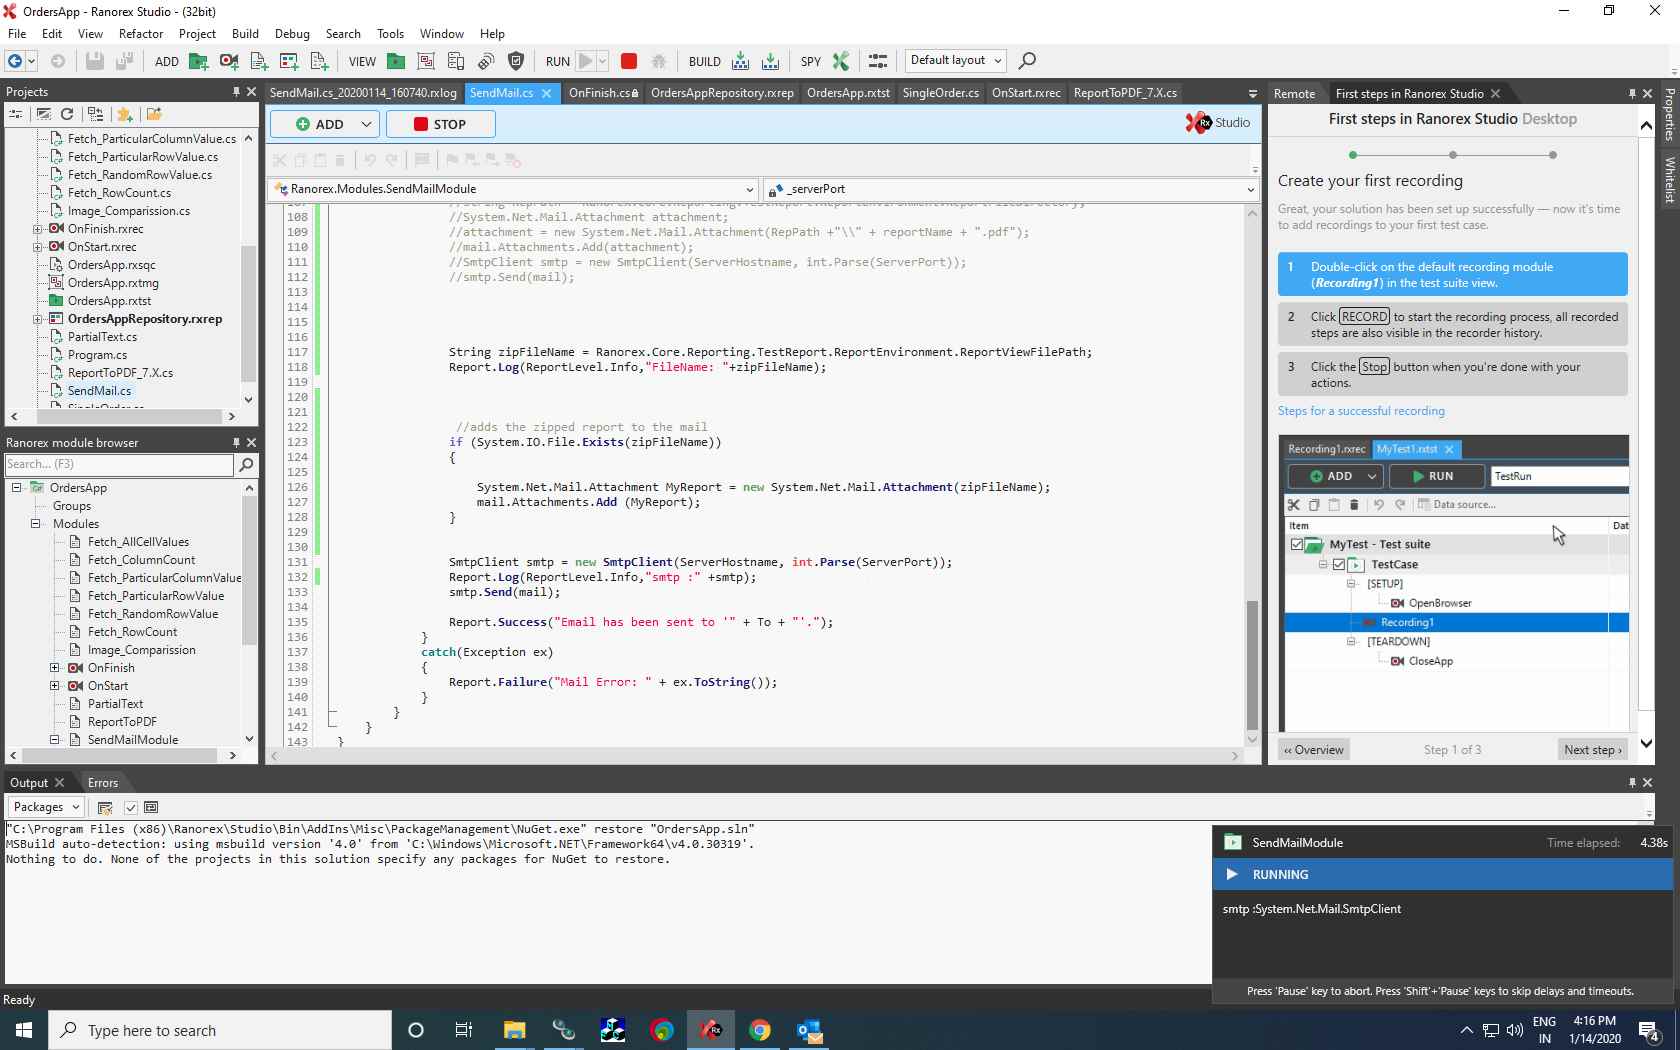 OrdersApp - Ranorex Studio - (32bit)
File Edit View Refactor Project Build Debug Search Tools Window Help
ADD VIEW RUN BUILD SPY Default layout
Projects
Fetch_ParticularColumnValue.cs
Fetch_ParticularRowValue.cs
Fetch_RandomRowValue.cs
Fetch_RowCount.cs
Image_Comparission.cs
OnFinish.rxrec
OnStart.rxrec
OrdersApp.rxsqc
OrdersApp.rxtmg
OrdersApp.rxtst
OrdersAppRepository.rxrep
PartialText.cs
Program.cs
ReportToPDF_7.X.cs
SendMail.cs
SingleOrder.cs
Ranorex module browser
Search... (F3)
OrdersApp
Groups
Modules
Fetch_AllCellValues
Fetch_ColumnCount
Fetch_ParticularColumnValue
Fetch_ParticularRowValue
Fetch_RandomRowValue
Fetch_RowCount
Image_Comparission
OnFinish
OnStart
PartialText
ReportToPDF
SendMailModule
SendMail.cs_20200114_160740.rxlog SendMail.cs OnFinish.cs OrdersAppRepository.rxrep OrdersApp.rxtst SingleOrder.cs OnStart.rxrec ReportToPDF_7.X.cs
ADD STOP Rx Studio
Ranorex.Modules.SendMailModule _serverPort
108 //System.Net.Mail.Attachment attachment;
109 //attachment = new System.Net.Mail.Attachment(RepPath +"\\" + reportName + ".pdf");
110 //mail.Attachments.Add(attachment);
111 //SmtpClient smtp = new SmtpClient(ServerHostname, int.Parse(ServerPort));
112 //smtp.Send(mail);
113
114
115
116
117 String zipFileName = Ranorex.Core.Reporting.TestReport.ReportEnvironment.ReportViewFilePath;
118 Report.Log(ReportLevel.Info,"FileName: "+zipFileName);
119
120
121
122 //adds the zipped report to the mail
123 if (System.IO.File.Exists(zipFileName))
124 {
125
126 System.Net.Mail.Attachment MyReport = new System.Net.Mail.Attachment(zipFileName);
127 mail.Attachments.Add (MyReport);
128 }
129
130
131 SmtpClient smtp = new SmtpClient(ServerHostname, int.Parse(ServerPort));
132 Report.Log(ReportLevel.Info,"smtp :" +smtp);
133 smtp.Send(mail);
134
135 Report.Success("Email has been sent to '" + To + "'.");
136 }
137 catch(Exception ex)
138 {
139 Report.Failure("Mail Error: " + ex.ToString());
140 }
141 }
142 }
143 }
Remote First steps in Ranorex Studio
First steps in Ranorex Studio Desktop
Create your first recording
Great, your solution has been set up successfully — now it's time
to add recordings to your first test case.
1 Double-click on the default recording module
(Recording1) in the test suite view.
2 Click RECORD to start the recording process, all recorded
steps are also visible in the recorder history.
3 Click the Stop button when you're done with your
actions.
Steps for a successful recording
Recording1.rxrec MyTest1.rxtst
ADD RUN TestRun
Data source...
Item Dat
MyTest - Test suite
TestCase
[SETUP]
OpenBrowser
Recording1
[TEARDOWN]
CloseApp
‹‹ Overview Step 1 of 3 Next step ›
Properties
Whitelist
Output Errors
Packages
"C:\Program Files (x86)\Ranorex\Studio\Bin\AddIns\Misc\PackageManagement\NuGet.exe" restore "OrdersApp.sln"
MSBuild auto-detection: using msbuild version '4.0' from 'C:\Windows\Microsoft.NET\Framework64\v4.0.30319'.
Nothing to do. None of the projects in this solution specify any packages for NuGet to restore.
SendMailModule Time elapsed: 4.38s
RUNNING
smtp :System.Net.Mail.SmtpClient
Press 'Pause' key to abort. Press 'Shift'+'Pause' keys to skip delays and timeouts.
Ready
Type here to search
ENG
IN
4:16 PM
1/14/2020
4